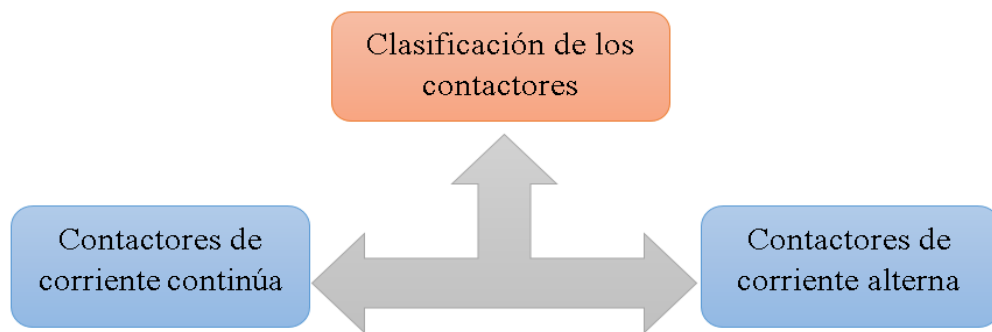 Clasificación de los
contactores
Contactores de
corriente continúa
Contactores de
corriente alterna